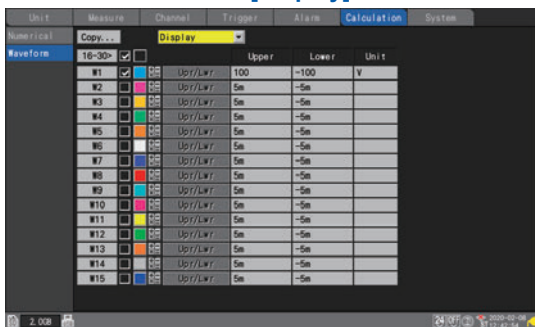 [Display]
Unit Measure Channel Trigger Alarm Calculation System
Numerical Copy... Display
Waveform 16-30> Upper Lower Unit
W1 Upr/Lwr 100 -100 V
W2 Upr/Lwr 5m -5m
W3 Upr/Lwr 5m -5m
W4 Upr/Lwr 5m -5m
W5 Upr/Lwr 5m -5m
W6 Upr/Lwr 5m -5m
W7 Upr/Lwr 5m -5m
W8 Upr/Lwr 5m -5m
W9 Upr/Lwr 5m -5m
W10 Upr/Lwr 5m -5m
W11 Upr/Lwr 5m -5m
W12 Upr/Lwr 5m -5m
W13 Upr/Lwr 5m -5m
W14 Upr/Lwr 5m -5m
W15 Upr/Lwr 5m -5m
2.0GB